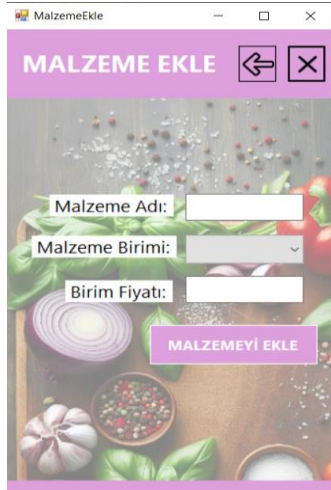 MalzemeEkle
MALZEME EKLE
Malzeme Adı:
Malzeme Birimi:
Birim Fiyatı:
MALZEMEYİ EKLE